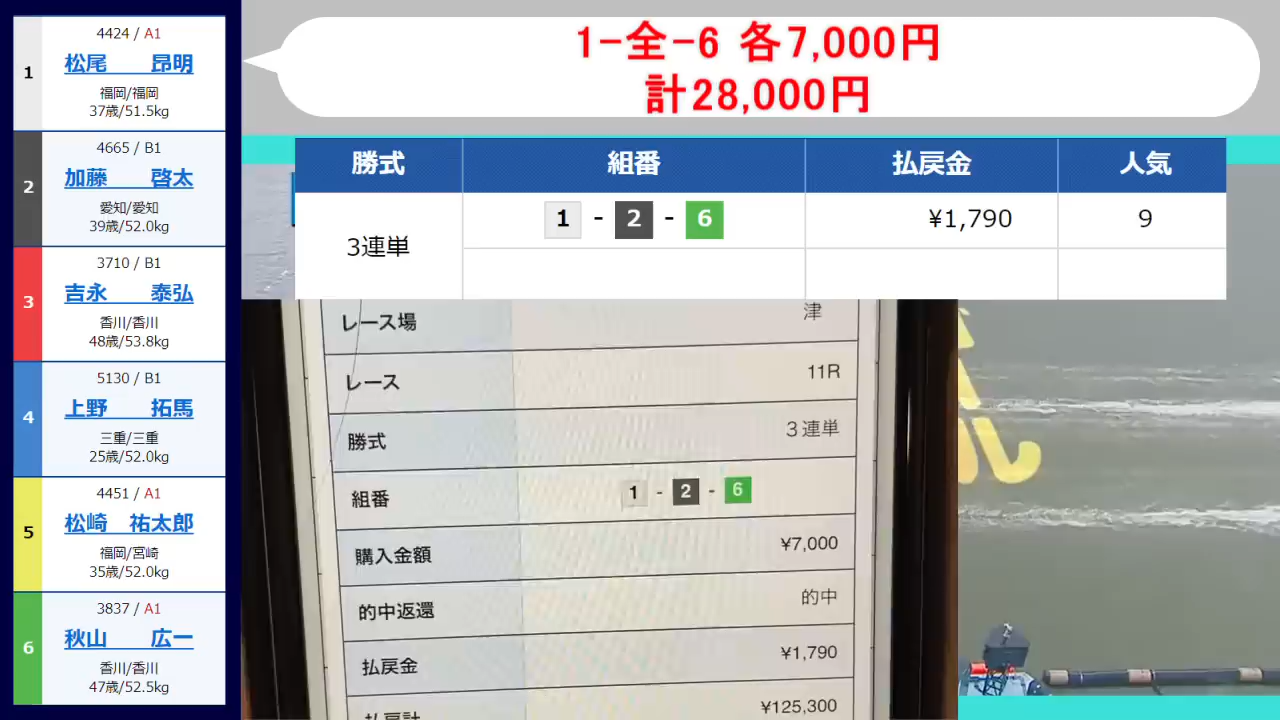 1-全-6 各7,000円
計28,000円
1
4424 / A1
松尾 昂明
福岡/福岡
37歳/51.5kg
2
4665 / B1
加藤 啓太
愛知/愛知
39歳/52.0kg
3
3710 / B1
吉永 泰弘
香川/香川
48歳/53.8kg
4
5130 / B1
上野 拓馬
三重/三重
25歳/52.0kg
5
4451 / A1
松崎 祐太郎
福岡/宮崎
35歳/52.0kg
6
3837 / A1
秋山 広一
香川/香川
47歳/52.5kg
勝式 組番 払戻金 人気
3連単 1 - 2 - 6 ¥1,790 9
レース場 津
レース 11R
勝式 3連単
組番 1 - 2 - 6
購入金額 ¥7,000
的中返還 的中
払戻金 ¥1,790
払戻計 ¥125,300